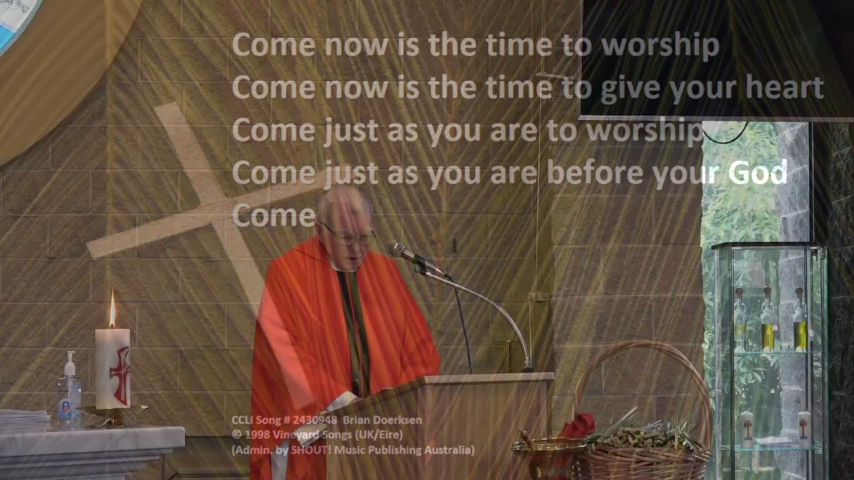 Come now is the time to worship
Come now is the time to give your heart
Come just as you are to worship
Come just as you are before your God
Come
CCLI Song # 2430948 Brian Doerksen
© 1998 Vineyard Songs (UK/Eire)
(Admin. by SHOUT! Music Publishing Australia)